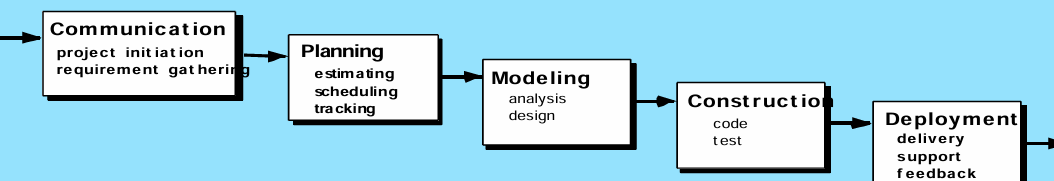 Communication
project initiation
requirement gathering
Planning
estimating
scheduling
tracking
Modeling
analysis
design
Construction
code
test
Deployment
delivery
support
feedback